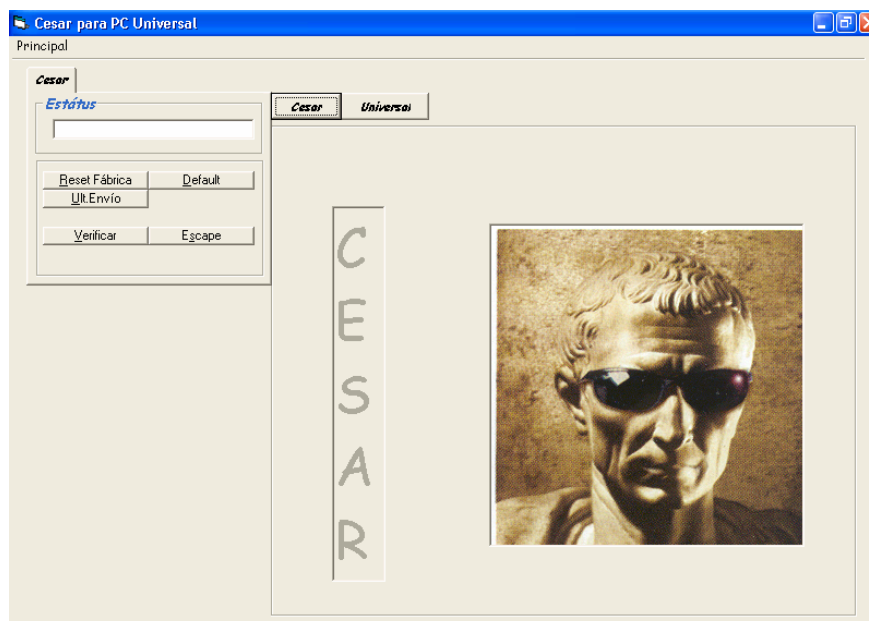 Cesar para PC Universal
Principal
Cesar
Estátus
Cesar Universal
Reset Fábrica Default
Ult.Envío
Verificar Escape
C
E
S
A
R